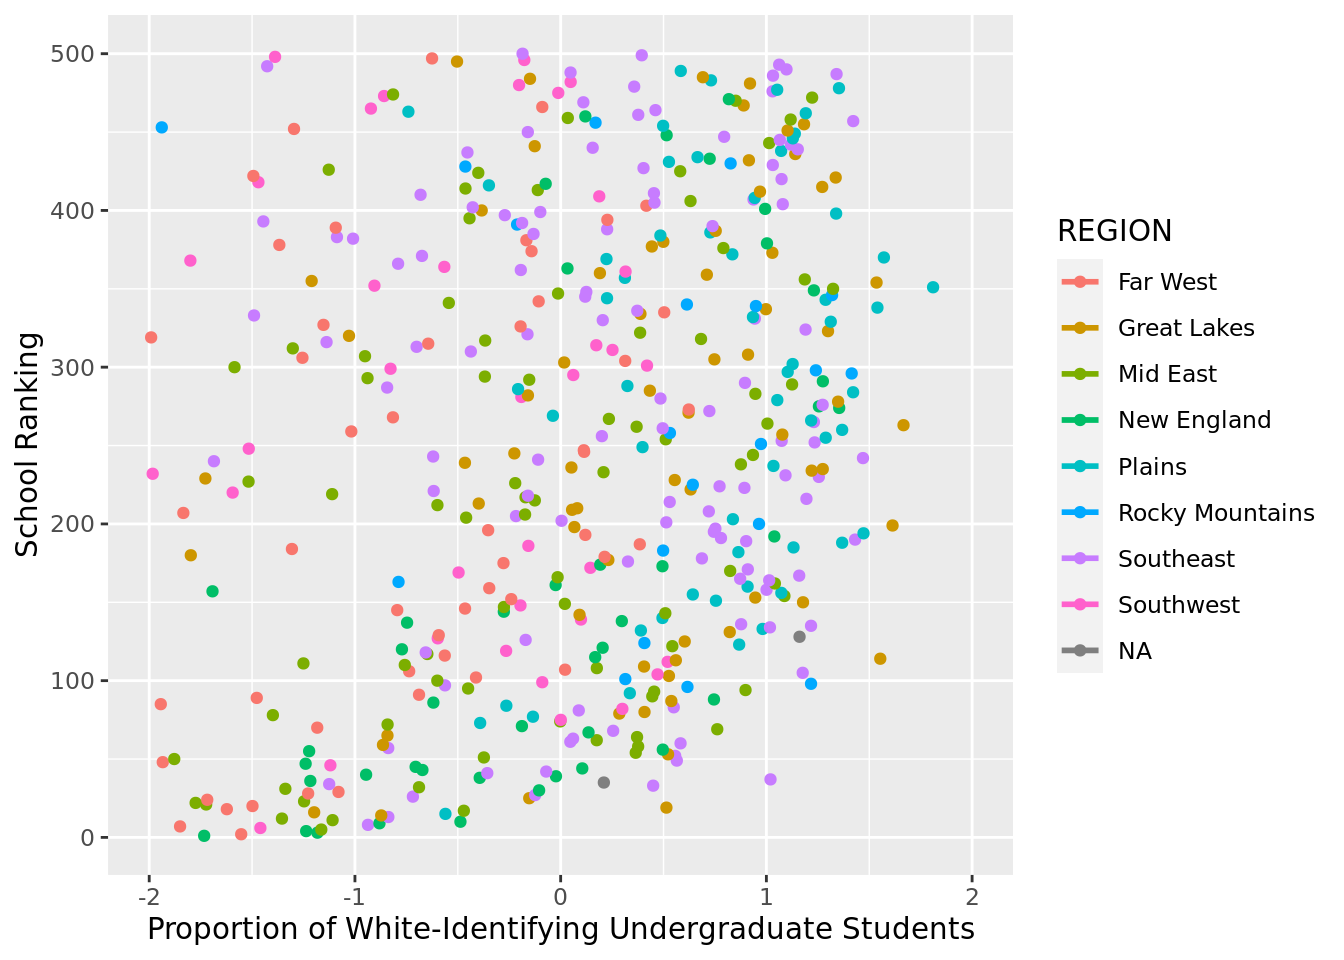 500
400
300
200
100
0
-2
-1
0
1
2
School Ranking
Proportion of White-Identifying Undergraduate Students
REGION
Far West
Great Lakes
Mid East
New England
Plains
Rocky Mountains
Southeast
Southwest
NA